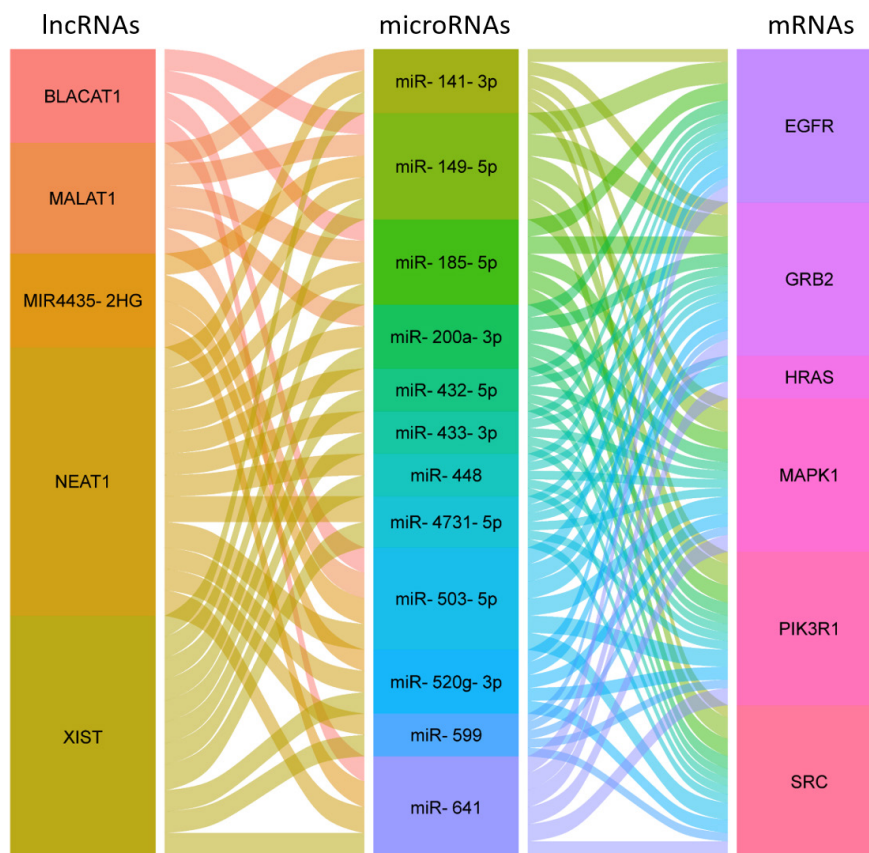 lncRNAs
microRNAs
mRNAs
BLACAT1
MALAT1
MIR4435- 2HG
NEAT1
XIST
miR- 141- 3p
miR- 149- 5p
miR- 185- 5p
miR- 200a- 3p
miR- 432- 5p
miR- 433- 3p
miR- 448
miR- 4731- 5p
miR- 503- 5p
miR- 520g- 3p
miR- 599
miR- 641
EGFR
GRB2
HRAS
MAPK1
PIK3R1
SRC